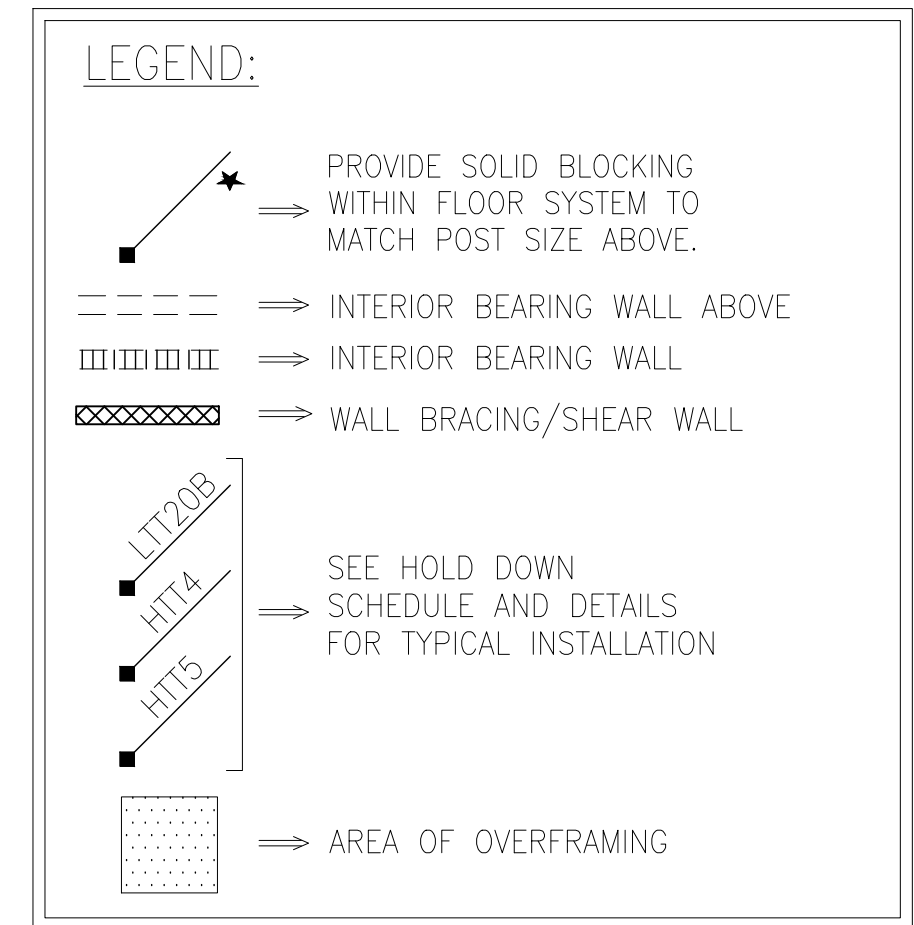 LEGEND:
PROVIDE SOLID BLOCKING
WITHIN FLOOR SYSTEM TO
MATCH POST SIZE ABOVE.
INTERIOR BEARING WALL ABOVE
INTERIOR BEARING WALL
WALL BRACING/SHEAR WALL
LTT20B
HTT4
HTT5
SEE HOLD DOWN
SCHEDULE AND DETAILS
FOR TYPICAL INSTALLATION
AREA OF OVERFRAMING